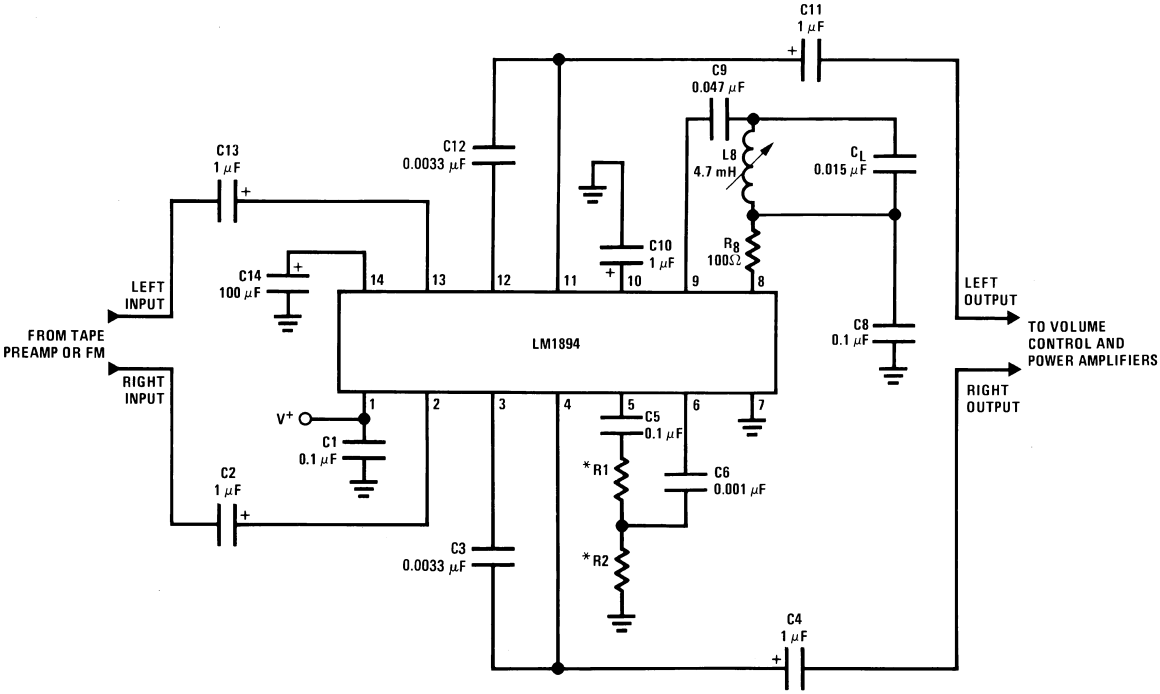 C11
1 μF
C9
0.047 μF
C12
0.0033 μF
L8
4.7 mH
CL
0.015 μF
C13
1 μF
+
+
R8
100Ω
C10
1 μF
+
C14
100 μF
+
14
13
12
11
10
9
8
LEFT
INPUT
LEFT
OUTPUT
FROM TAPE
PREAMP OR FM
LM1894
C8
0.1 μF
TO VOLUME
CONTROL AND
POWER AMPLIFIERS
RIGHT
INPUT
RIGHT
OUTPUT
1
2
3
4
5
6
7
V+
C1
0.1 μF
C5
0.1 μF
*R1
C6
0.001 μF
C2
1 μF
+
C3
0.0033 μF
*R2
C4
1 μF
+